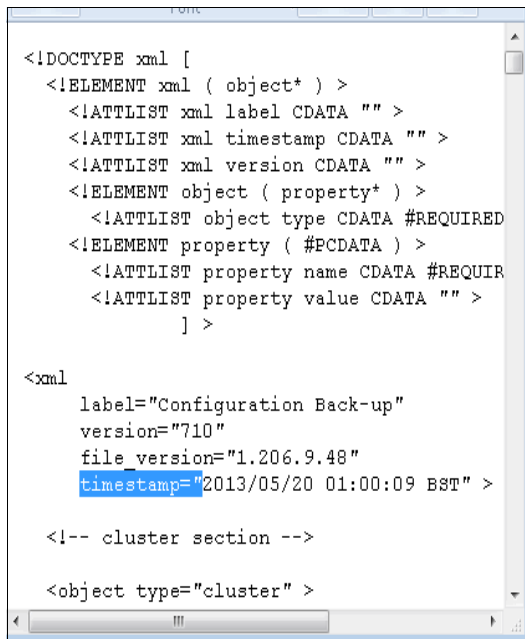 Font
<!DOCTYPE xml [
<!ELEMENT xml ( object* ) >
<!ATTLIST xml label CDATA "" >
<!ATTLIST xml timestamp CDATA "" >
<!ATTLIST xml version CDATA "" >
<!ELEMENT object ( property* ) >
<!ATTLIST object type CDATA #REQUIRED
<!ELEMENT property ( #PCDATA ) >
<!ATTLIST property name CDATA #REQUIR
<!ATTLIST property value CDATA "" >
] >
<xml
label="Configuration Back-up"
version="710"
file_version="1.206.9.48"
timestamp="2013/05/20 01:00:09 BST" >
<!-- cluster section -->
<object type="cluster" >